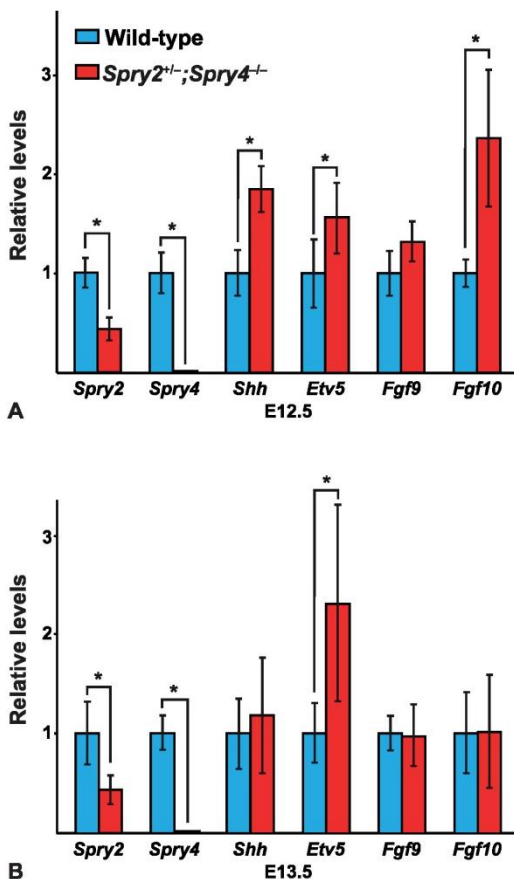 Wild-type
Spry2+/–;Spry4–/–
Relative levels
3
2
1
* * * * *
Spry2 Spry4 Shh Etv5 Fgf9 Fgf10
A
E12.5
Relative levels
3
2
1
* * *
Spry2 Spry4 Shh Etv5 Fgf9 Fgf10
B
E13.5